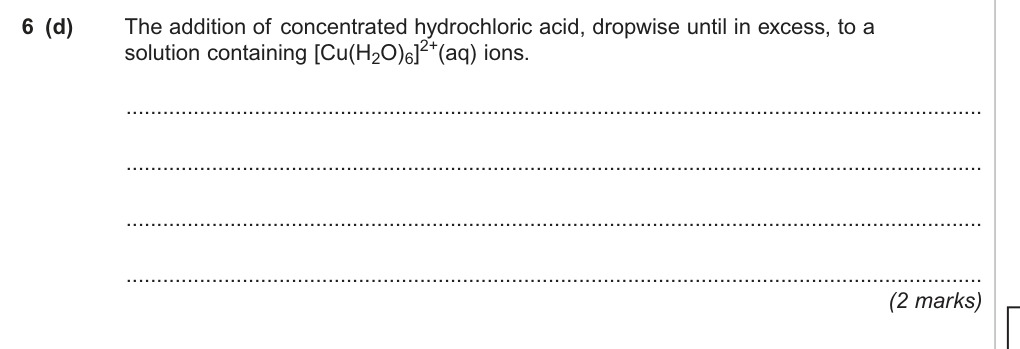 6 (d) The addition of concentrated hydrochloric acid, dropwise until in excess, to a
solution containing [Cu(H₂O)₆]²⁺(aq) ions.
(2 marks)